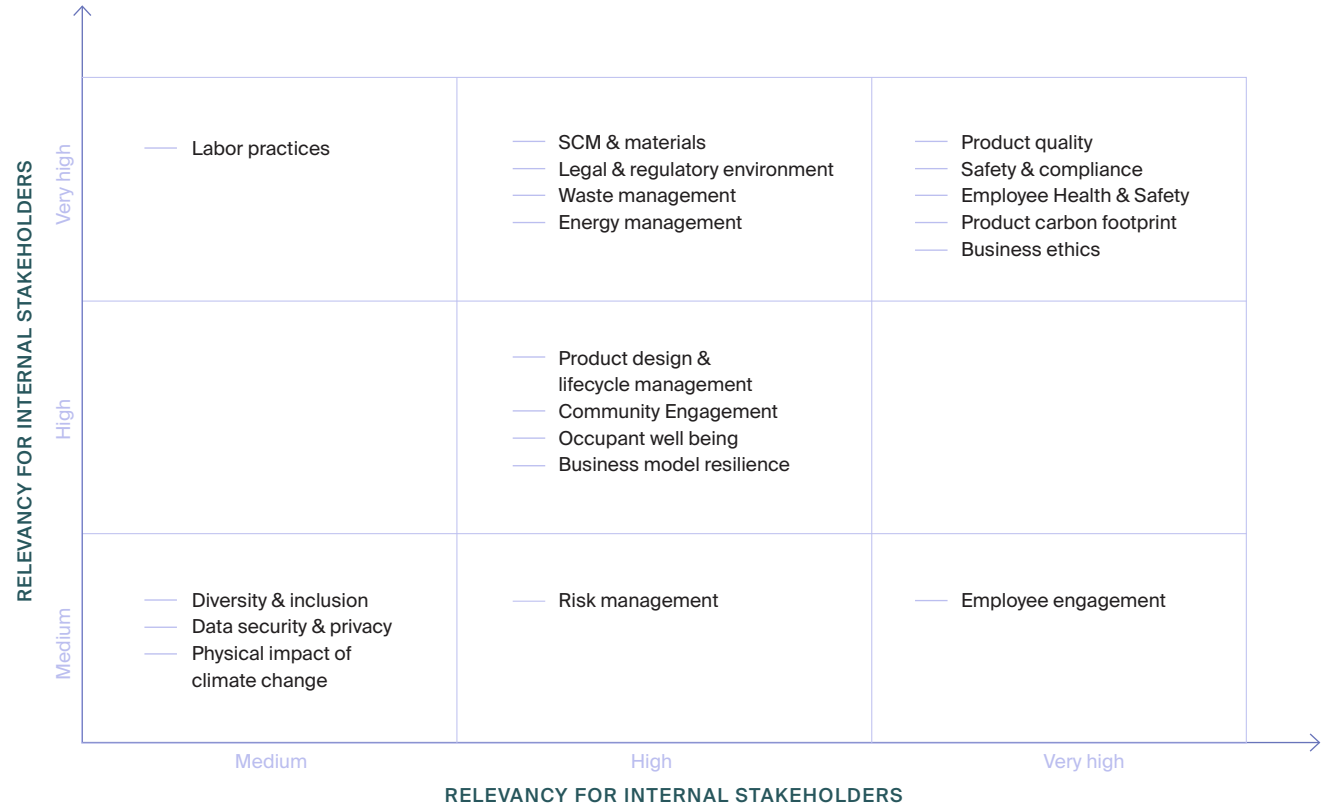 RELEVANCY FOR INTERNAL STAKEHOLDERS
Very high
Labor practices
SCM & materials
Legal & regulatory environment
Waste management
Energy management
Product quality
Safety & compliance
Employee Health & Safety
Product carbon footprint
Business ethics
High
Product design &
lifecycle management
Community Engagement
Occupant well being
Business model resilience
Medium
Diversity & inclusion
Data security & privacy
Physical impact of
climate change
Risk management
Employee engagement
Medium
High
Very high
RELEVANCY FOR INTERNAL STAKEHOLDERS